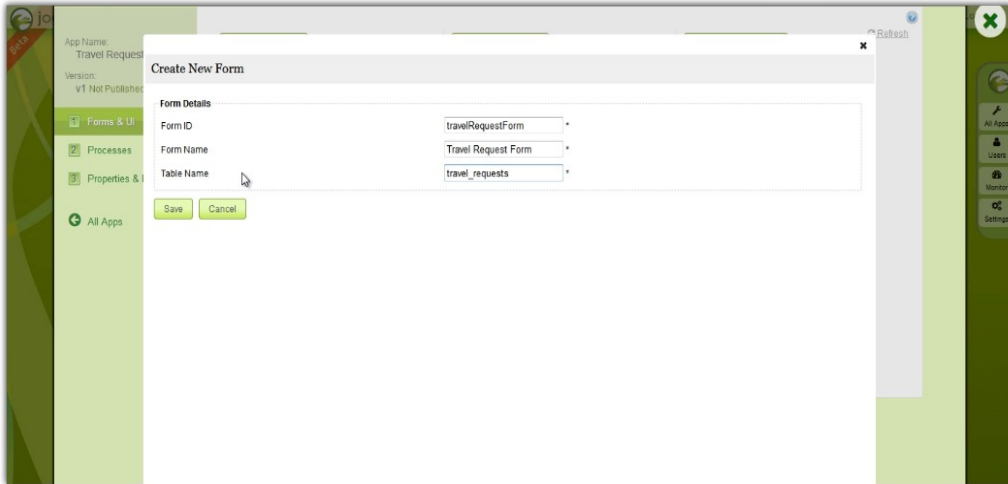 jo
Beta
App Name:
Travel Request
Version:
v1 Not Published
1 Forms & UI
2 Processes
3 Properties &
All Apps
Refresh
Create New Form
Form Details
Form ID
travelRequestForm *
Form Name
Travel Request Form *
Table Name
travel_requests *
Save
Cancel
All Apps
Users
Monitor
Settings